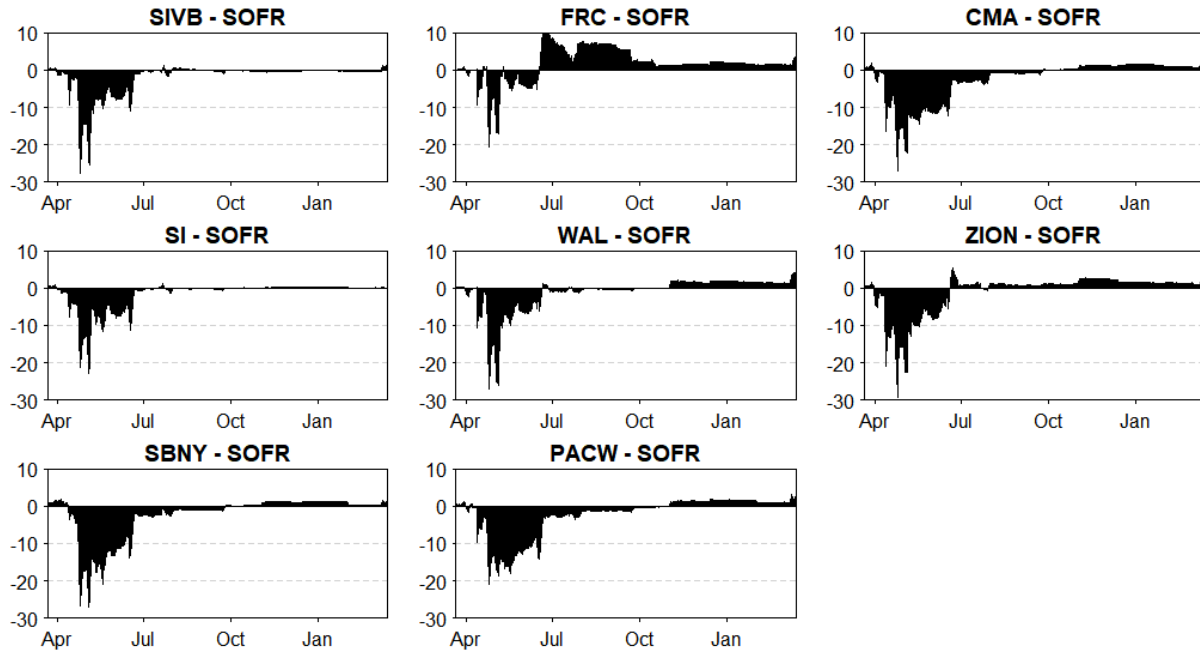 SIVB - SOFR
10
0
-10
-20
-30
Apr Jul Oct Jan
FRC - SOFR
10
0
-10
-20
-30
Apr Jul Oct Jan
CMA - SOFR
10
0
-10
-20
-30
Apr Jul Oct Jan
SI - SOFR
10
0
-10
-20
-30
Apr Jul Oct Jan
WAL - SOFR
10
0
-10
-20
-30
Apr Jul Oct Jan
ZION - SOFR
10
0
-10
-20
-30
Apr Jul Oct Jan
SBNY - SOFR
10
0
-10
-20
-30
Apr Jul Oct Jan
PACW - SOFR
10
0
-10
-20
-30
Apr Jul Oct Jan